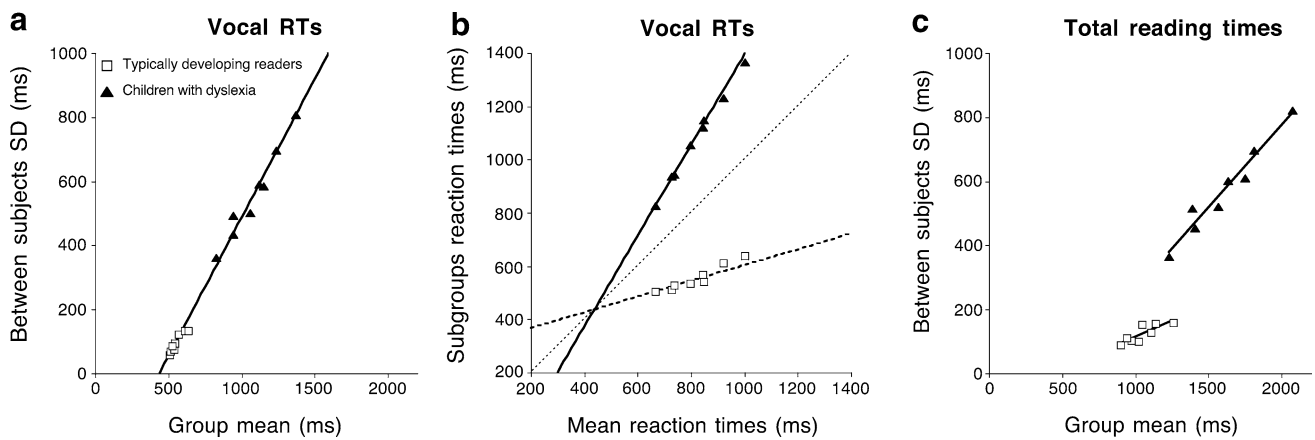 a
Vocal RTs
Between subjects SD (ms)
1000
800
600
400
200
0
Typically developing readers
Children with dyslexia
0 500 1000 1500 2000
Group mean (ms)
b
Vocal RTs
Subgroups reaction times (ms)
1400
1200
1000
800
600
400
200
200 400 600 800 1000 1200 1400
Mean reaction times (ms)
c
Total reading times
Between subjects SD (ms)
1000
800
600
400
200
0
0 500 1000 1500 2000
Group mean (ms)